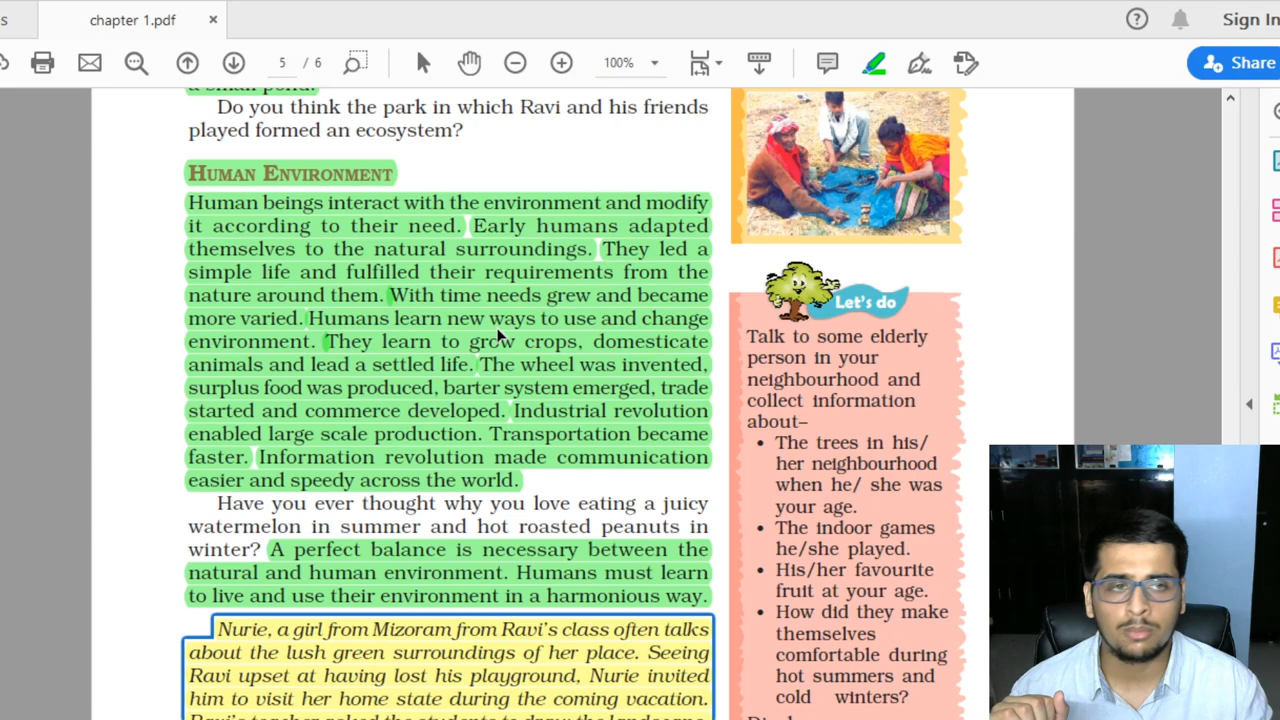 s
chapter 1.pdf
×
Sign In
5 / 6
100%
Share
a small pond.
Do you think the park in which Ravi and his friends
played formed an ecosystem?
HUMAN ENVIRONMENT
Human beings interact with the environment and modify
it according to their need. Early humans adapted
themselves to the natural surroundings. They led a
simple life and fulfilled their requirements from the
nature around them. With time needs grew and became
more varied. Humans learn new ways to use and change
environment. They learn to grow crops, domesticate
animals and lead a settled life. The wheel was invented,
surplus food was produced, barter system emerged, trade
started and commerce developed. Industrial revolution
enabled large scale production. Transportation became
faster. Information revolution made communication
easier and speedy across the world.
Have you ever thought why you love eating a juicy
watermelon in summer and hot roasted peanuts in
winter? A perfect balance is necessary between the
natural and human environment. Humans must learn
to live and use their environment in a harmonious way.
Nurie, a girl from Mizoram from Ravi's class often talks
about the lush green surroundings of her place. Seeing
Ravi upset at having lost his playground, Nurie invited
him to visit her home state during the coming vacation.
Ravi's teacher asked the students to draw the landscape,
Let's do
Talk to some elderly
person in your
neighbourhood and
collect information
about–
• The trees in his/
her neighbourhood
when he/ she was
your age.
• The indoor games
he/she played.
• His/her favourite
fruit at your age.
• How did they make
themselves
comfortable during
hot summers and
cold winters?